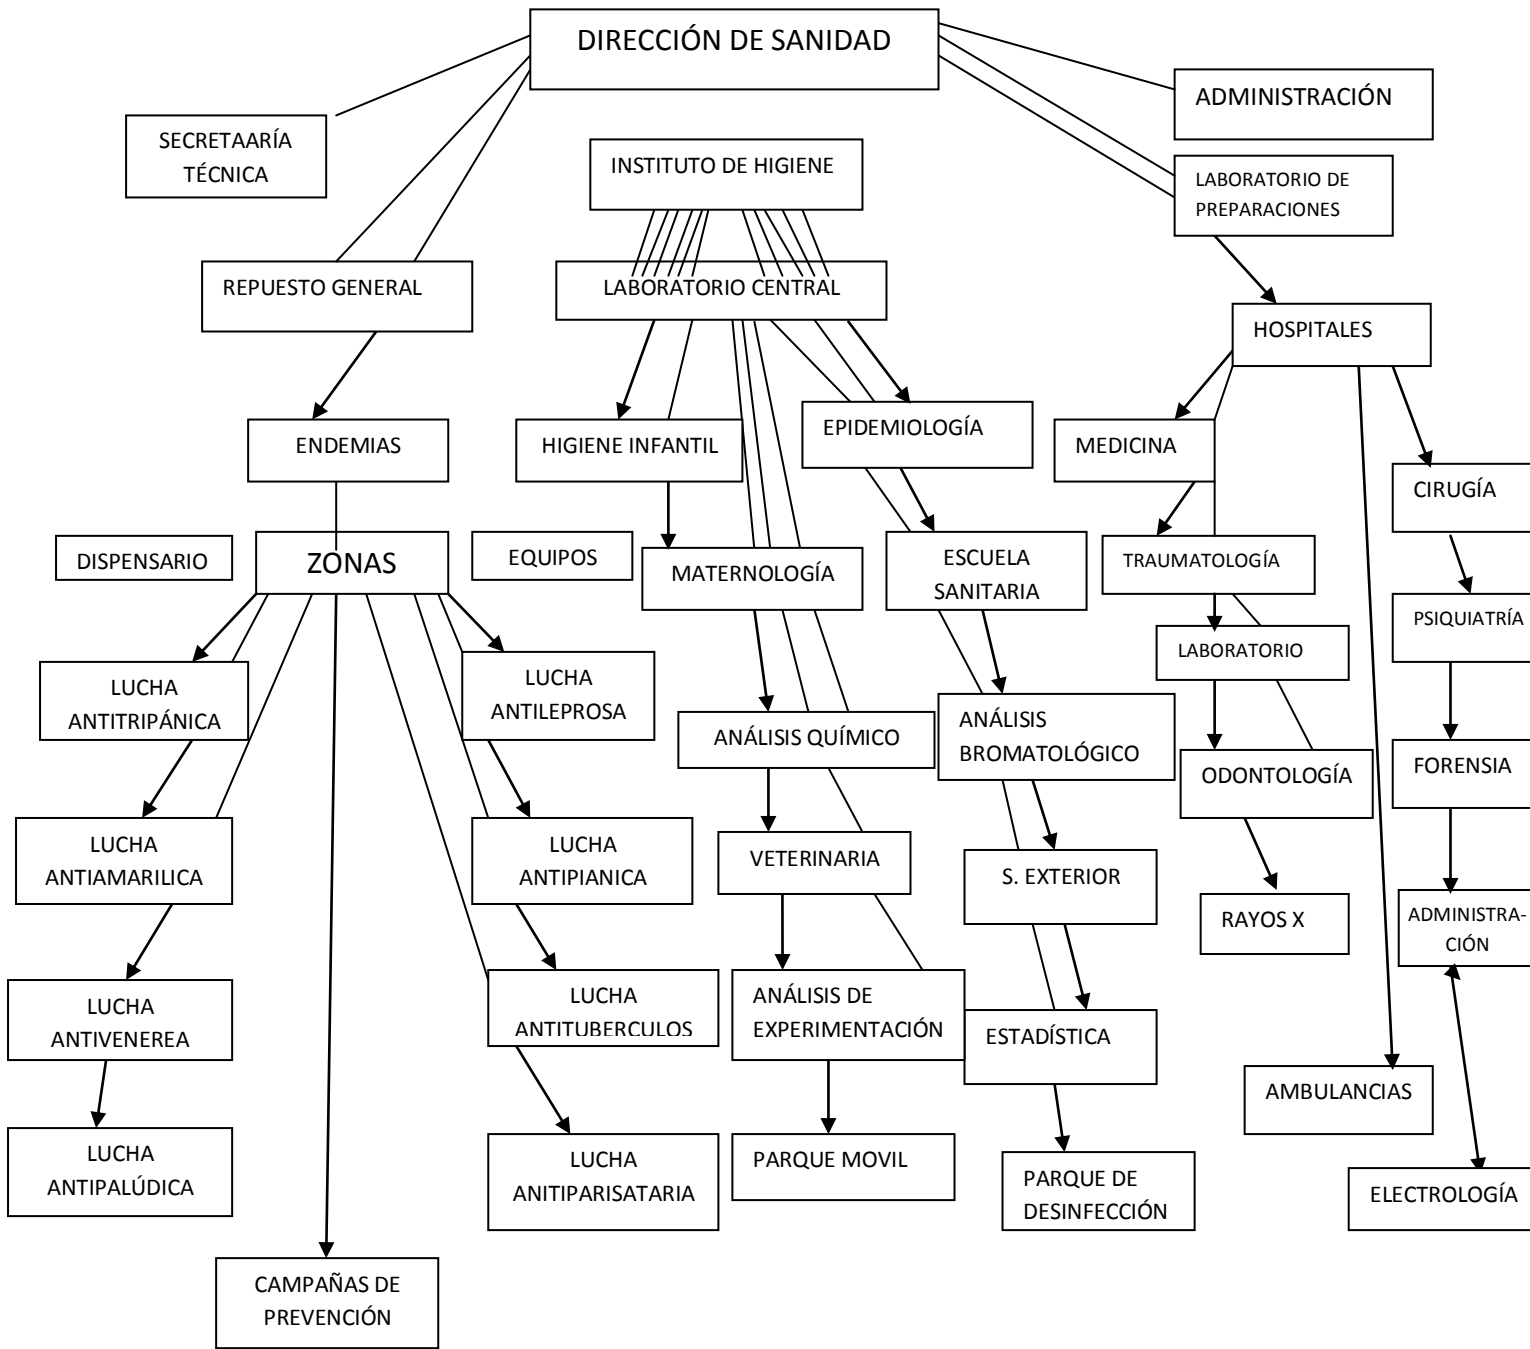 DIRECCIÓN DE SANIDAD
ADMINISTRACIÓN
SECRETAARÍA
TÉCNICA
INSTITUTO DE HIGIENE
LABORATORIO DE
PREPARACIONES
REPUESTO GENERAL
LABORATORIO CENTRAL
HOSPITALES
ENDEMIAS
HIGIENE INFANTIL
EPIDEMIOLOGÍA
MEDICINA
CIRUGÍA
DISPENSARIO
ZONAS
EQUIPOS
MATERNOLOGÍA
ESCUELA
SANITARIA
TRAUMATOLOGÍA
PSIQUIATRÍA
LABORATORIO
LUCHA
ANTITRIPÁNICA
LUCHA
ANTILEPROSA
ANÁLISIS QUÍMICO
ANÁLISIS
BROMATOLÓGICO
ODONTOLOGÍA
FORENSIA
LUCHA
ANTIAMARILICA
LUCHA
ANTIPIANICA
VETERINARIA
S. EXTERIOR
RAYOS X
ADMINISTRA-
CIÓN
LUCHA
ANTIVENEREA
LUCHA
ANTITUBERCULOS
ANÁLISIS DE
EXPERIMENTACIÓN
ESTADÍSTICA
AMBULANCIAS
LUCHA
ANTIPALÚDICA
LUCHA
ANITIPARISATARIA
PARQUE MOVIL
PARQUE DE
DESINFECCIÓN
ELECTROLOGÍA
CAMPAÑAS DE
PREVENCIÓN